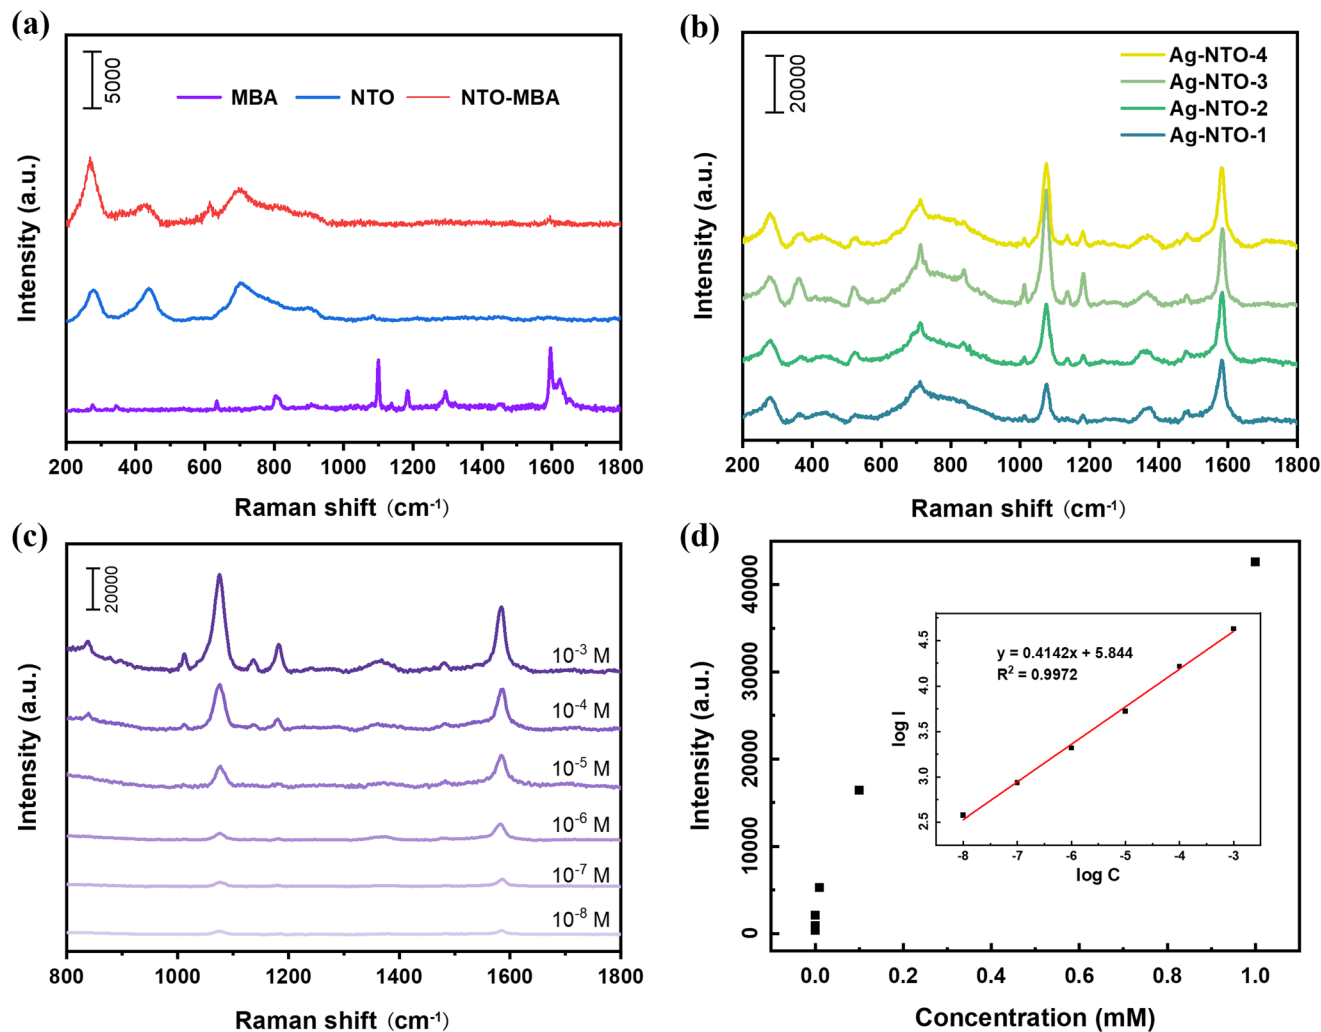 (a)
5000
MBA NTO NTO-MBA
Intensity (a.u.)
200 400 600 800 1000 1200 1400 1600 1800
Raman shift (cm⁻¹)
(b)
20000
Ag-NTO-4
Ag-NTO-3
Ag-NTO-2
Ag-NTO-1
Intensity (a.u.)
200 400 600 800 1000 1200 1400 1600 1800
Raman shift (cm⁻¹)
(c)
20000
10⁻³ M
10⁻⁴ M
10⁻⁵ M
10⁻⁶ M
10⁻⁷ M
10⁻⁸ M
Intensity (a.u.)
800 1000 1200 1400 1600 1800
Raman shift (cm⁻¹)
(d)
40000
30000
20000
10000
0
Intensity (a.u.)
y = 0.4142x + 5.844
R² = 0.9972
4.5
4.0
3.5
3.0
2.5
log I
-8 -7 -6 -5 -4 -3
log C
0.0 0.2 0.4 0.6 0.8 1.0
Concentration (mM)